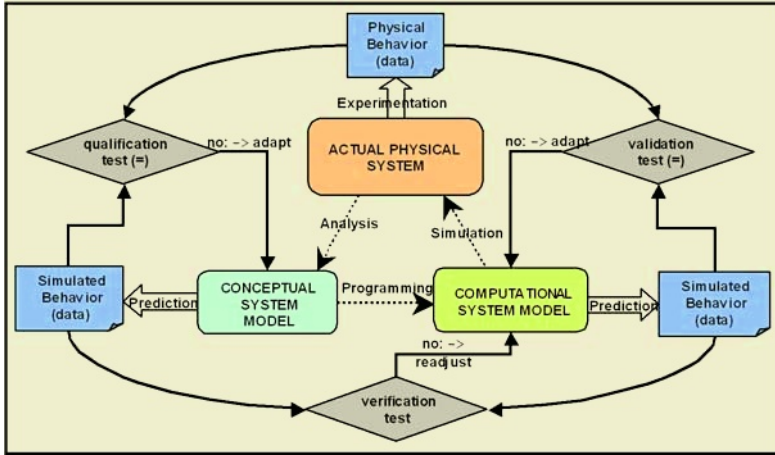 Physical
Behavior
(data)
Experimentation
qualification
test (=)
no: -> adapt
ACTUAL PHYSICAL
SYSTEM
no: -> adapt
validation
test (=)
Analysis
Simulation
Simulated
Behavior
(data)
Prediction
CONCEPTUAL
SYSTEM
MODEL
Programming
COMPUTATIONAL
SYSTEM MODEL
Prediction
Simulated
Behavior
(data)
no: ->
readjust
verification
test